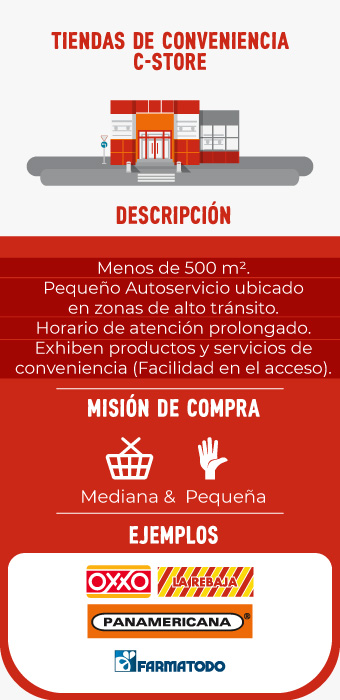 TIENDAS DE CONVENIENCIA
C-STORE
DESCRIPCIÓN
Menos de 500 m².
Pequeño Autoservicio ubicado
en zonas de alto tránsito.
Horario de atención prolongado.
Exhiben productos y servicios de
conveniencia (Facilidad en el acceso).
MISIÓN DE COMPRA
Mediana & Pequeña
EJEMPLOS
OXXO LA REBAJA
PANAMERICANA®
FARMATODO